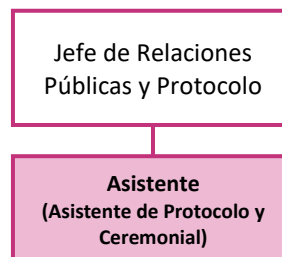 Jefe de Relaciones
Públicas y Protocolo
Asistente
(Asistente de Protocolo y
Ceremonial)